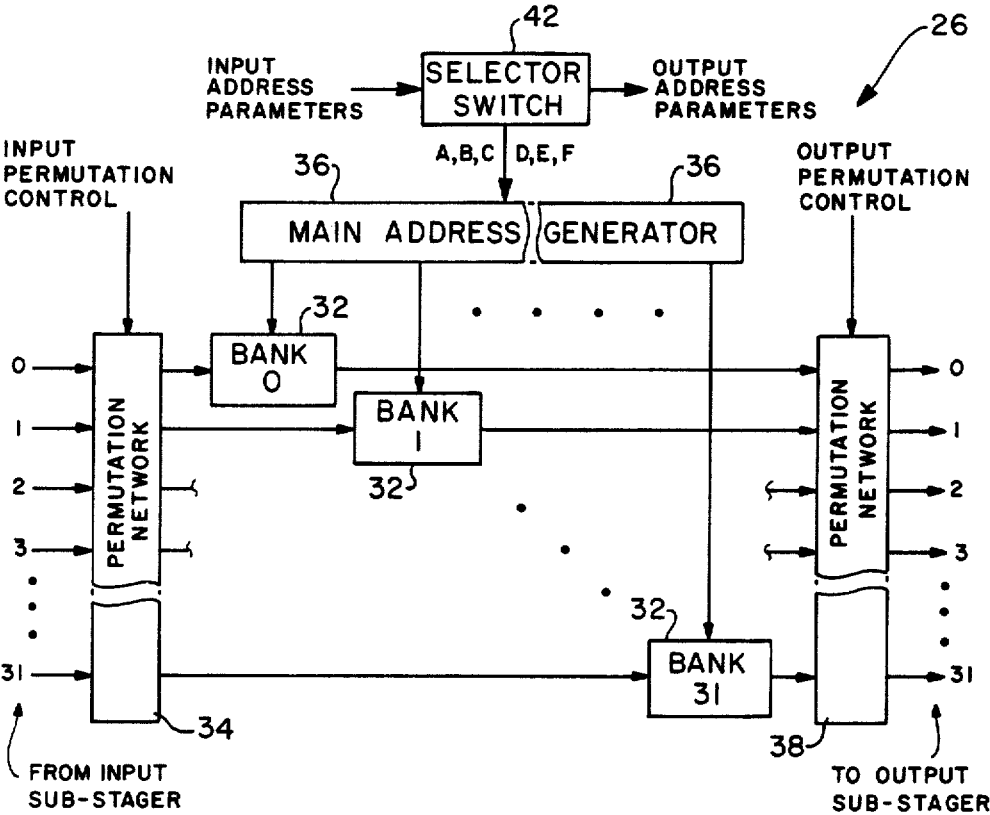 42
26
INPUT
ADDRESS
PARAMETERS
SELECTOR
SWITCH
OUTPUT
ADDRESS
PARAMETERS
A,B,C D,E,F
INPUT
PERMUTATION
CONTROL
36
36
OUTPUT
PERMUTATION
CONTROL
MAIN ADDRESS GENERATOR
32
BANK
0
0
0
BANK
1
1
1
32
2
2
3
3
PERMUTATION
NETWORK
PERMUTATION
NETWORK
32
BANK
31
31
31
34
38
FROM INPUT
SUB-STAGER
TO OUTPUT
SUB-STAGER